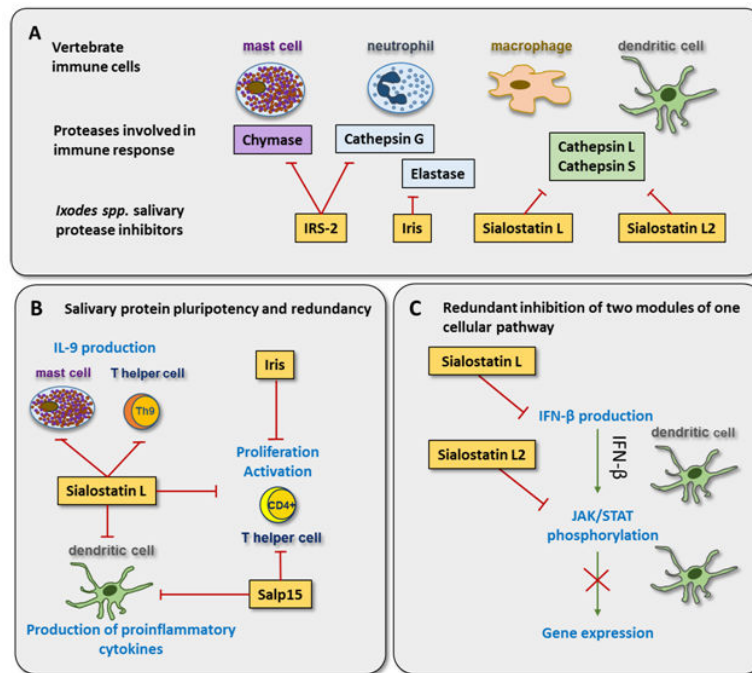 A
Vertebrate
immune cells
mast cell
neutrophil
macrophage
dendritic cell
Proteases involved in
immune response
Chymase
Cathepsin G
Elastase
Cathepsin L
Cathepsin S
Ixodes spp. salivary
protease inhibitors
IRS-2
Iris
Sialostatin L
Sialostatin L2
B
Salivary protein pluripotency and redundancy
IL-9 production
mast cell
T helper cell
Th9
Iris
Proliferation
Activation
Sialostatin L
CD4+
T helper cell
dendritic cell
Salp15
Production of proinflammatory
cytokines
C
Redundant inhibition of two modules of one
cellular pathway
Sialostatin L
IFN-β production
Sialostatin L2
IFN-β
dendritic cell
JAK/STAT
phosphorylation
Gene expression